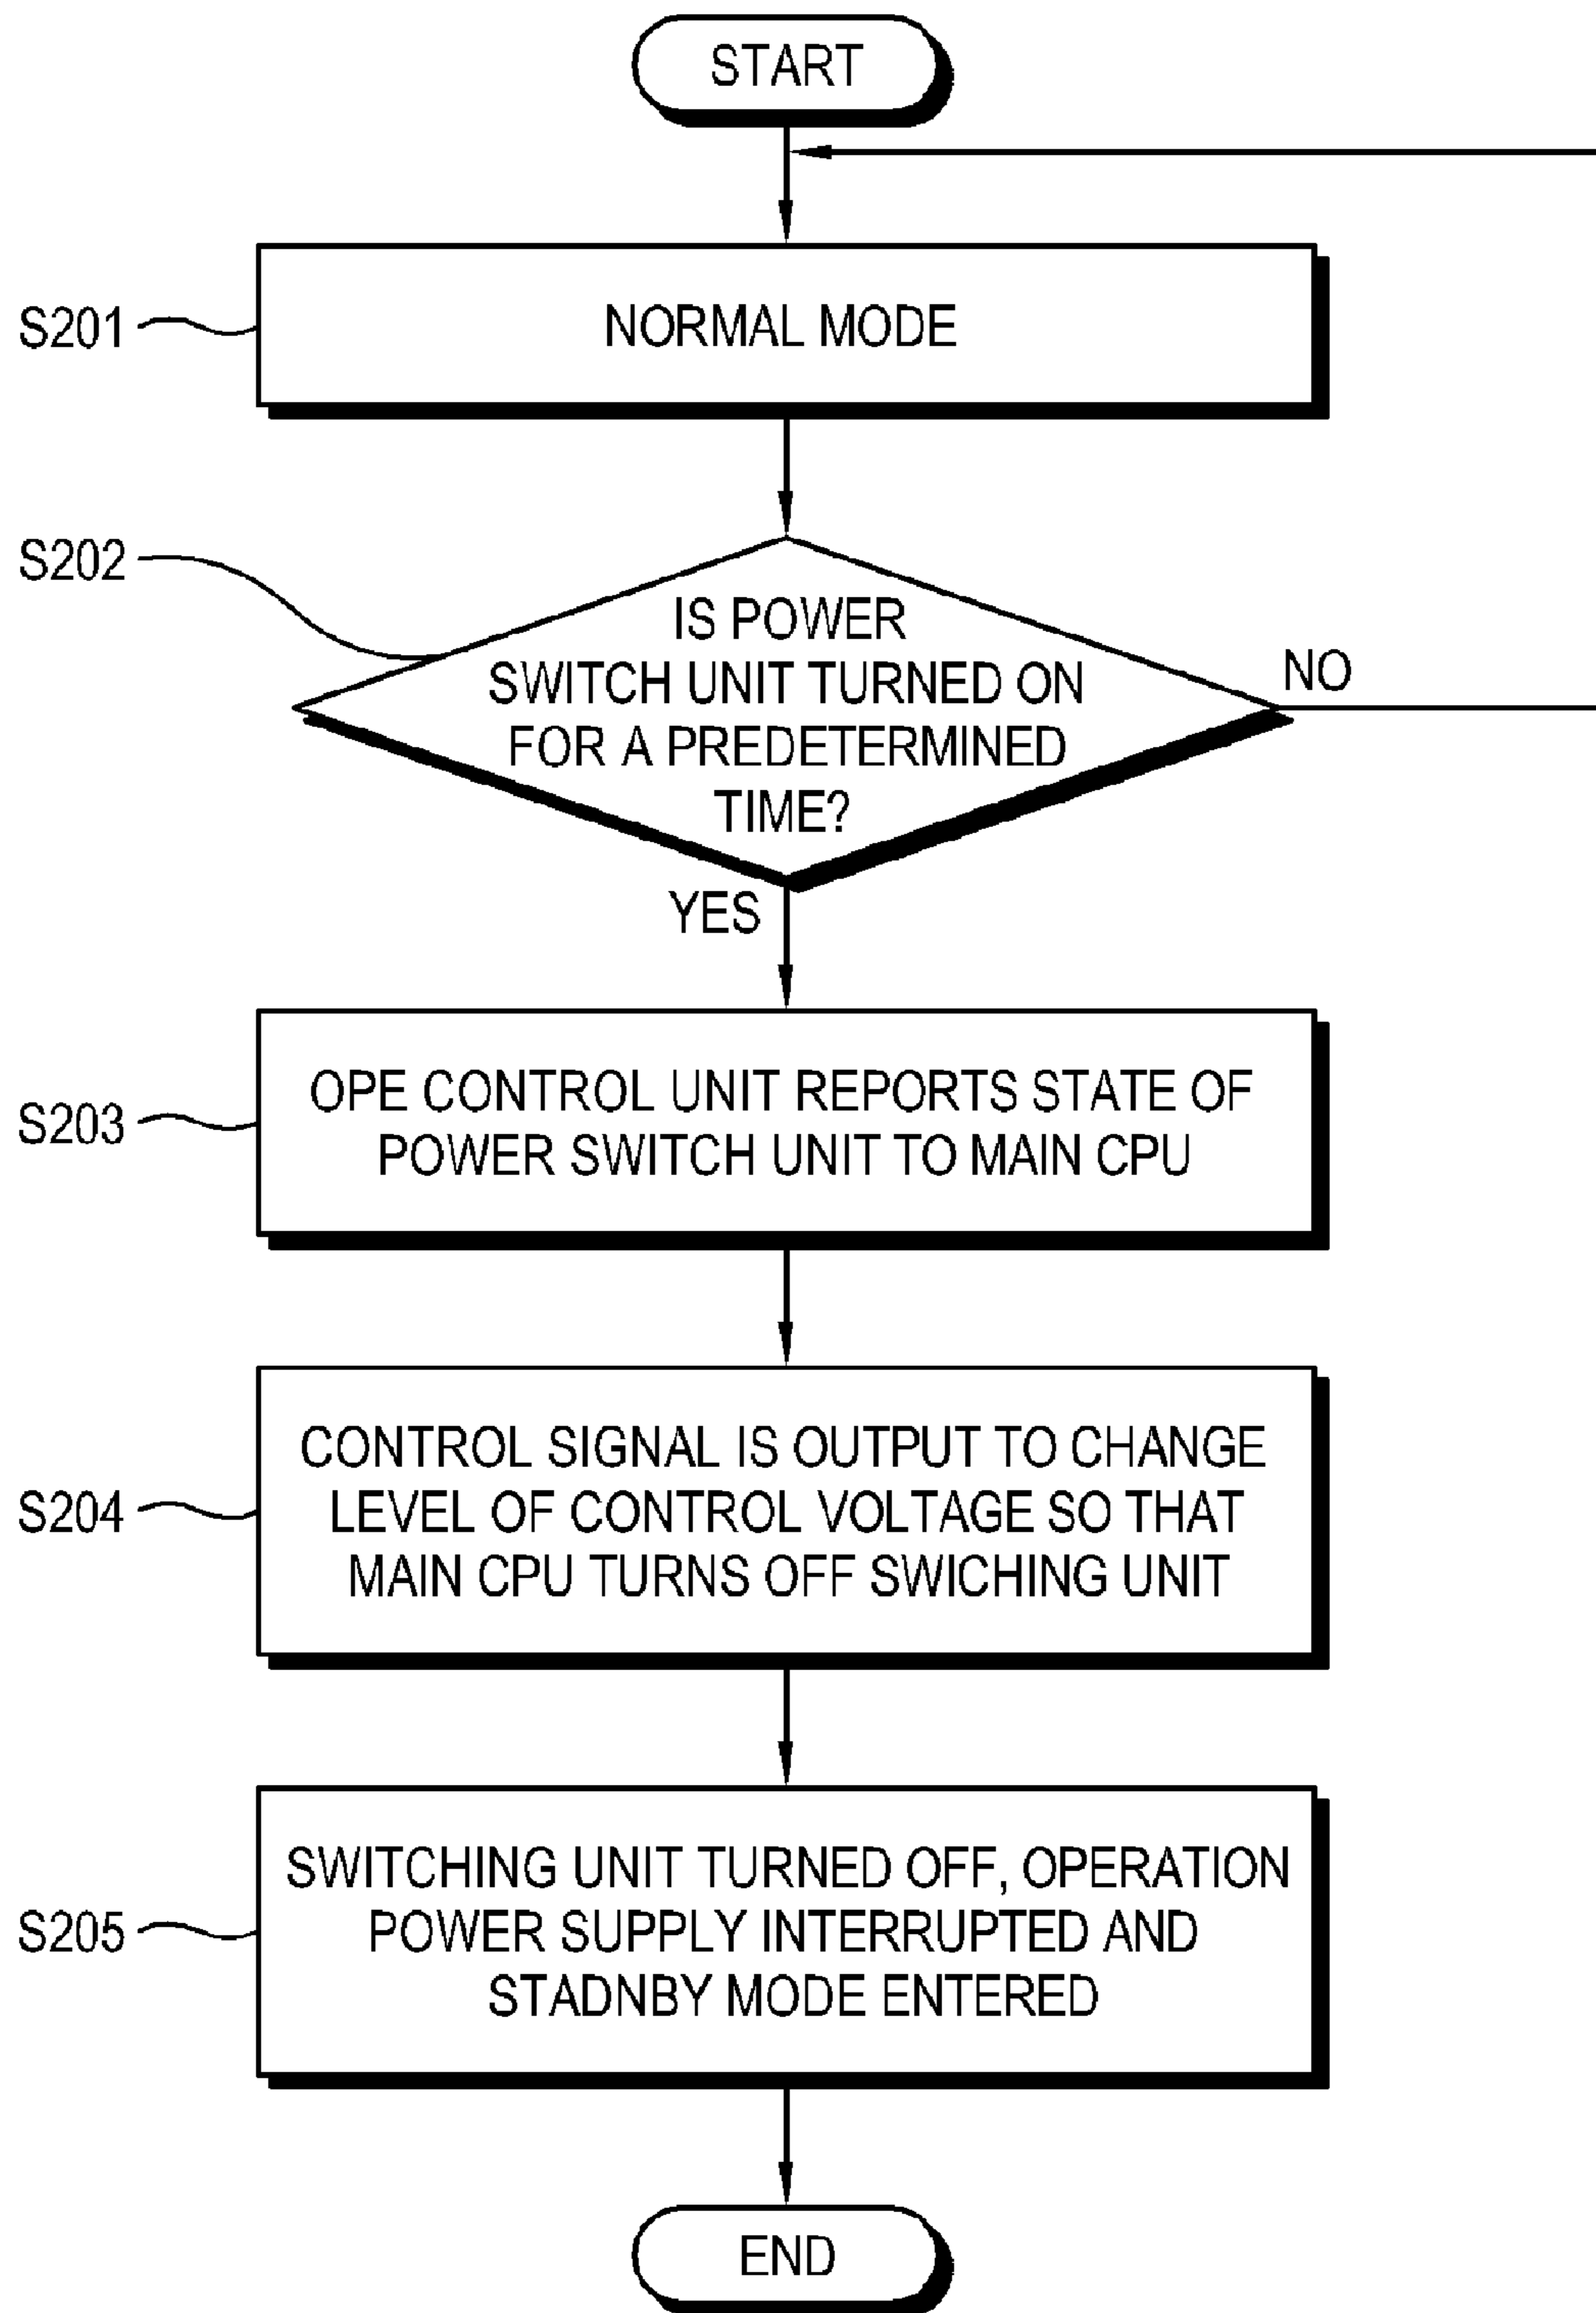 START
S201
NORMAL MODE
S202
IS POWER
SWITCH UNIT TURNED ON
FOR A PREDETERMINED
TIME?
NO
YES
S203
OPE CONTROL UNIT REPORTS STATE OF
POWER SWITCH UNIT TO MAIN CPU
S204
CONTROL SIGNAL IS OUTPUT TO CHANGE
LEVEL OF CONTROL VOLTAGE SO THAT
MAIN CPU TURNS OFF SWICHING UNIT
S205
SWITCHING UNIT TURNED OFF, OPERATION
POWER SUPPLY INTERRUPTED AND
STADNBY MODE ENTERED
END